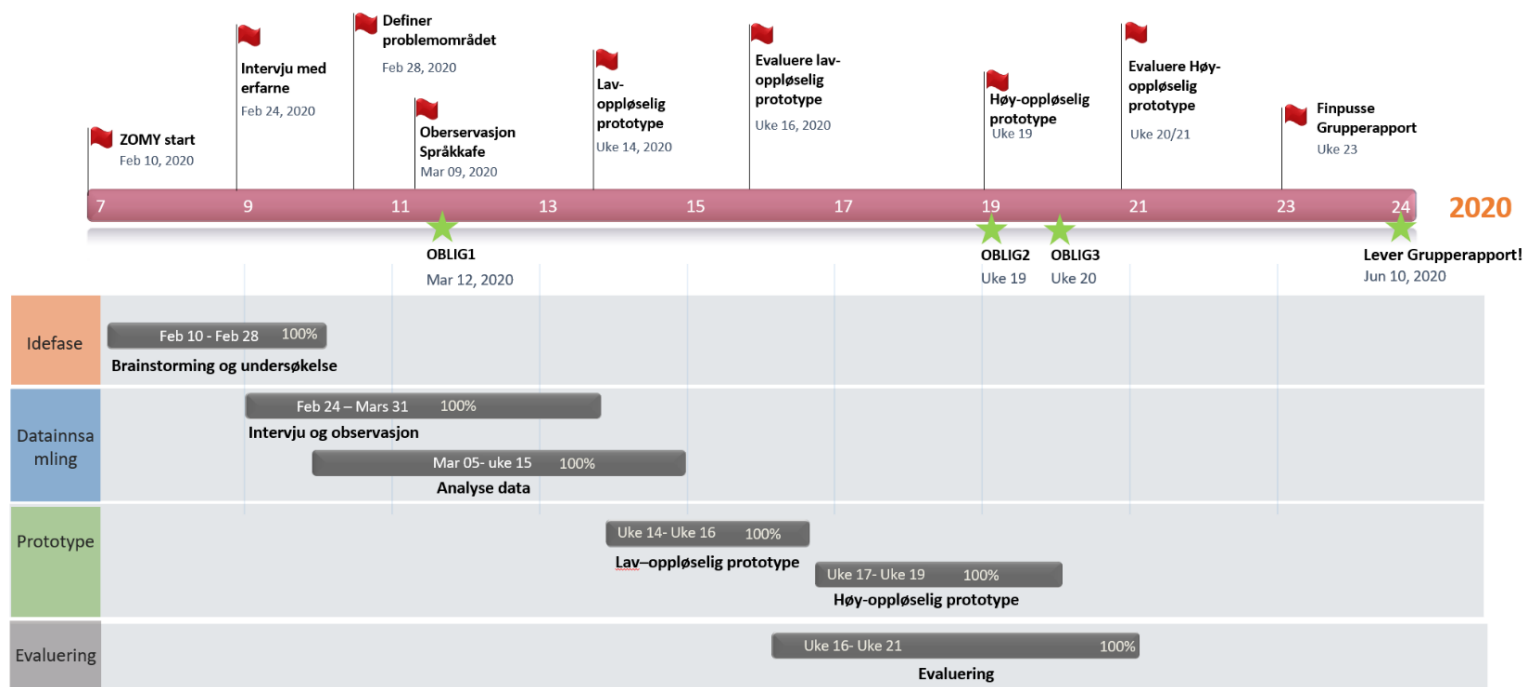 Definer
problemområdet
Feb 28, 2020
Intervju med
erfarne
Feb 24, 2020
Evaluere lav-
oppløselig
prototype
Uke 16, 2020
Evaluere Høy-
oppløselig
prototype
Uke 20/21
Lav-
oppløselig
prototype
Uke 14, 2020
Høy-oppløselig
prototype
Uke 19
Finpusse
Grupperapport
Uke 23
Oberservasjon
Språkkafe
Mar 09, 2020
ZOMY start
Feb 10, 2020
7 9 11 13 15 17 19 21 23 24 2020
OBLIG1
Mar 12, 2020
OBLIG2
Uke 19
OBLIG3
Uke 20
Lever Grupperapport!
Jun 10, 2020
Idefase
Feb 10 - Feb 28 100%
Brainstorming og undersøkelse
Datainnsa
mling
Feb 24 – Mars 31 100%
Intervju og observasjon
Mar 05- uke 15 100%
Analyse data
Prototype
Uke 14- Uke 16 100%
Lav–oppløselig prototype
Uke 17- Uke 19 100%
Høy-oppløselig prototype
Evaluering
Uke 16- Uke 21 100%
Evaluering